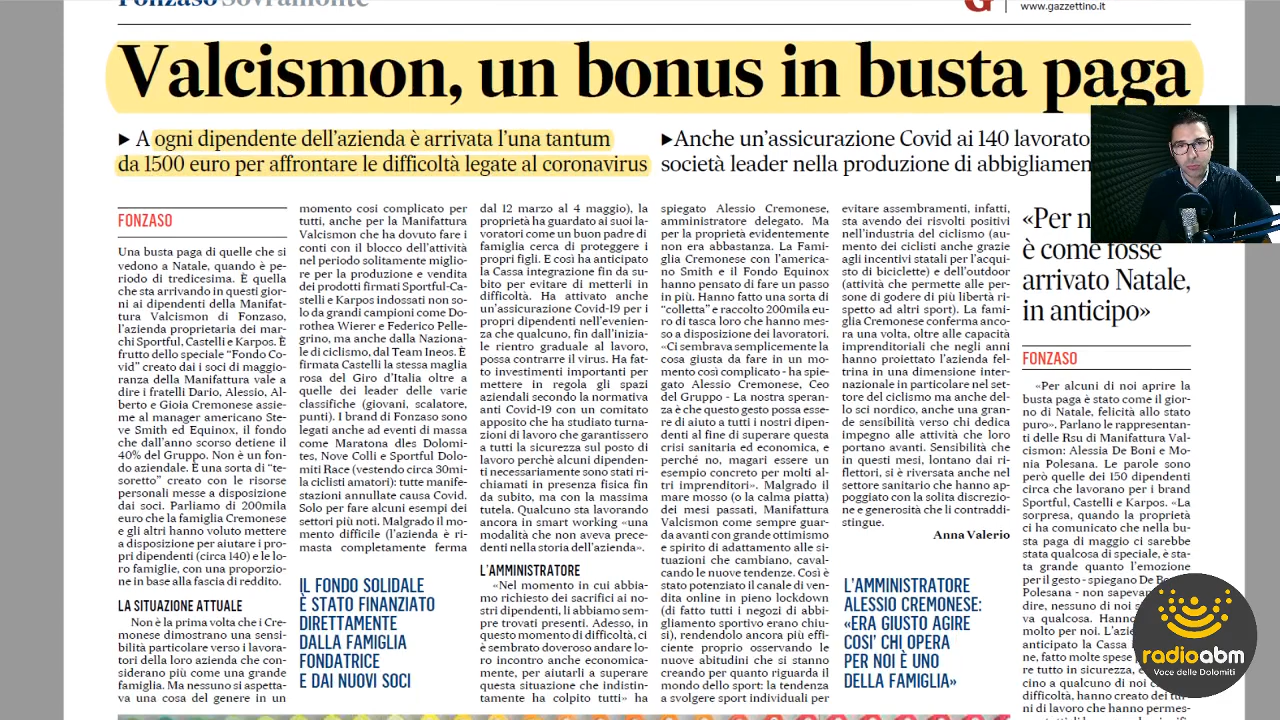 Fonzaso Sovramonte
www.gazzettino.it
Valcismon, un bonus in busta paga
▶ A ogni dipendente dell'azienda è arrivata l'una tantum
da 1500 euro per affrontare le difficoltà legate al coronavirus
▶Anche un'assicurazione Covid ai 140
società leader nella produzione di
FONZASO
Una busta paga di quelle che si
vedono a Natale, quando è pe-
riodo di tredicesima. È quella
che sta arrivando in questi gior-
ni ai dipendenti della Manifat-
tura Valcismon di Fonzaso,
l'azienda proprietaria dei mar-
chi Sportful, Castelli e Karpos. È
frutto dello speciale "Fondo Co-
vid" creato dai i soci di maggio-
ranza della Manifattura vale a
dire i fratelli Dario, Alessio, Al-
berto e Gioia Cremonese assie-
me al manager americano Ste-
ve Smith ed Equinox, il fondo
che dall'anno scorso detiene il
40% del Gruppo. Non è un fon-
do aziendale. È una sorta di "te-
soretto" creato con le risorse
personali messe a disposizione
dai soci. Parliamo di 200mila
euro che la famiglia Cremonese
e gli altri hanno voluto mettere
a disposizione per aiutare i pro-
pri dipendenti (circa 140) e le lo-
ro famiglie, con una proporzio-
ne in base alla fascia di reddito.
LA SITUAZIONE ATTUALE
Non è la prima volta che i Cre-
monese dimostrano una sensi-
bilità particolare verso i lavora-
tori della loro azienda che con-
siderano più come una grande
famiglia. Ma nessuno si aspetta-
va una cosa del genere in un
momento cosi complicato per
tutti, anche per la Manifattura
Valcismon che ha dovuto fare i
conti con il blocco dell'attività
nel periodo solitamente miglio-
re per la produzione e vendita
dei prodotti firmati Sportful-Ca-
stelli e Karpos indossati non so-
lo da grandi campioni come Do-
rothea Wierer e Federico Pelle-
grino, ma anche dalla Naziona-
le di ciclismo, dal Team Ineos. È
firmata Castelli la stessa maglia
rosa del Giro d'Italia oltre a
quelle dei leader delle varie
classifiche (giovani, scalatore,
punti). I brand di Fonzaso sono
legati anche ad eventi di massa
come Maratona dles Dolomi-
tes, Nove Colli e Sportful Dolo-
miti Race (vestendo circa 30mi-
la ciclisti amatori): tutte manife-
stazioni annullate causa Covid.
Solo per fare alcuni esempi dei
settori più noti. Malgrado il mo-
mento difficile (l'azienda è ri-
masta completamente ferma
IL FONDO SOLIDALE
È STATO FINANZIATO
DIRETTAMENTE
DALLA FAMIGLIA
FONDATRICE
E DAI NUOVI SOCI
dal 12 marzo al 4 maggio), la
proprietà ha guardato ai suoi la-
voratori come un buon padre di
famiglia cerca di proteggere i
propri figli. E così ha anticipato
la Cassa integrazione fin da su-
bito per evitare di metterli in
difficoltà. Ha attivato anche
un'assicurazione Covid-19 per i
propri dipendenti nell'evenien-
za che qualcuno, fin dall'inizia-
le rientro graduale al lavoro,
possa contrarre il virus. Ha fat-
to investimenti importanti per
mettere in regola gli spazi
aziendali secondo la normativa
anti Covid-19 con un comitato
apposito che ha studiato turna-
zioni di lavoro che garantissero
a tutti la sicurezza sul posto di
lavoro perchè alcuni dipenden-
ti necessariamente sono stati ri-
chiamati in presenza fisica fin
da subito, ma con la massima
tutela. Qualcuno sta lavorando
ancora in smart working «una
modalità che non aveva prece-
denti nella storia dell'azienda».
L'AMMINISTRATORE
«Nel momento in cui abbia-
mo richiesto dei sacrifici ai no-
stri dipendenti, li abbiamo sem-
pre trovati presenti. Adesso, in
questo momento di difficoltà, ci
è sembrato doveroso andare lo-
ro incontro anche economica-
mente, per aiutarli a superare
questa situazione che indistin-
tamente ha colpito tutti» ha
spiegato Alessio Cremonese,
amministratore delegato. Ma
per la proprietà evidentemente
non era abbastanza. La Fami-
glia Cremonese con l'america-
no Smith e il Fondo Equinox
hanno pensato di fare un passo
in più. Hanno fatto una sorta di
"colletta" e raccolto 200mila eu-
ro di tasca loro che hanno mes-
so a disposizione dei lavoratori.
«Ci sembrava semplicemente la
cosa giusta da fare in un mo-
mento così complicato - ha spie-
gato Alessio Cremonese, Ceo
del Gruppo - La nostra speran-
za è che questo gesto possa esse-
re di aiuto a tutti i nostri dipen-
denti al fine di superare questa
crisi sanitaria ed economica, e
perché no, magari essere un
esempio concreto per molti al-
tri imprenditori». Malgrado il
mare mosso (o la calma piatta)
dei mesi passati, Manifattura
Valcismon come sempre guar-
da avanti con grande ottimismo
e spirito di adattamento alle si-
tuazioni che cambiano, caval-
cando le nuove tendenze. Così è
stato potenziato il canale di ven-
dita online in pieno lockdown
(di fatto tutti i negozi di abbi-
gliamento sportivo erano chiu-
si), rendendolo ancora più effi-
ciente proprio osservando le
nuove abitudini che si stanno
creando per quanto riguarda il
mondo dello sport: la tendenza
a svolgere sport individuali per
evitare assembramenti, infatti,
sta avendo dei risvolti positivi
nell'industria del ciclismo (au-
mento dei ciclisti anche grazie
agli incentivi statali per l'acqui-
sto di biciclette) e dell'outdoor
(attività che permette alle per-
sone di godere di più libertà ri-
spetto ad altri sport). La fami-
glia Cremonese conferma anco-
ra una volta, oltre alle capacità
imprenditoriali che negli anni
hanno proiettato l'azienda fel-
trina in una dimensione inter-
nazionale in particolare nel set-
tore del ciclismo ma anche del-
lo sci nordico, anche una gran-
de sensibilità verso chi dedica
impegno alle attività che loro
portano avanti. Sensibilità che
in questi mesi, lontano dai ri-
flettori, si è riversata anche nel
settore sanitario che hanno ap-
poggiato con la solita discrezio-
ne e generosità che li contraddi-
stingue.
Anna Valerio
L'AMMINISTRATORE
ALESSIO CREMONESE:
«ERA GIUSTO AGIRE
COSI' CHI OPERA
PER NOI È UNO
DELLA FAMIGLIA»
«Per
è come fosse
arrivato Natale,
in anticipo»
FONZASO
«Per alcuni di noi aprire la
busta paga è stato come il gior-
no di Natale, felicità allo stato
puro». Parlano le rappresentan-
ti delle Rsu di Manifattura Val-
cismon: Alessia De Boni e Mo-
nia Polesana. Le parole sono
però quelle dei 150 dipendenti
circa che lavorano per i brand
Sportful, Castelli e Karpos. «La
sorpresa, quando la proprietà
ci ha comunicato che nella bu-
sta paga di maggio ci sarebbe
stata qualcosa di speciale, è sta-
ta grande quanto l'emozione
per il gesto - spiegano De
Polesana - non sapevamo
dire, nessuno di noi
va qualcosa.
molto per noi.
anticipato la Cassa
ne, fatto molte spese
re tutto in sicurezza,
cino a qualcuno di noi
difficoltà, hanno creato dei
ni di lavoro che hanno permes-
radioabm
Voce delle Dolomiti